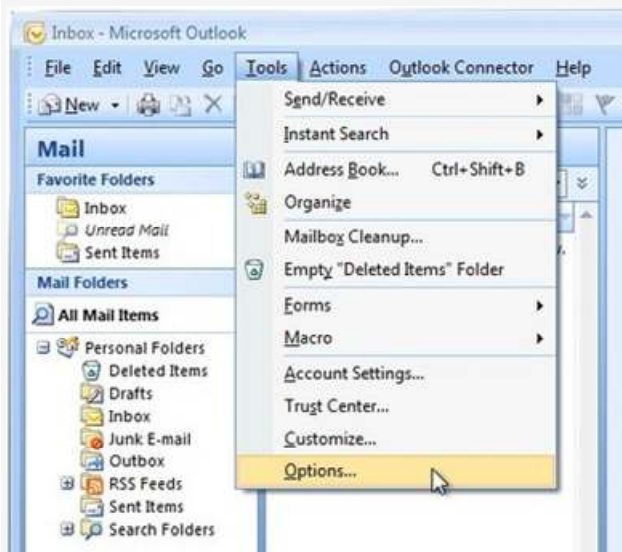 Inbox - Microsoft Outlook
File Edit View Go Tools Actions Outlook Connector Help
New
Mail
Favorite Folders
Inbox
Unread Mail
Sent Items
Mail Folders
All Mail Items
Personal Folders
Deleted Items
Drafts
Inbox
Junk E-mail
Outbox
RSS Feeds
Sent Items
Search Folders
Send/Receive
Instant Search
Address Book... Ctrl+Shift+B
Organize
Mailbox Cleanup...
Empty "Deleted Items" Folder
Forms
Macro
Account Settings...
Trust Center...
Customize...
Options...